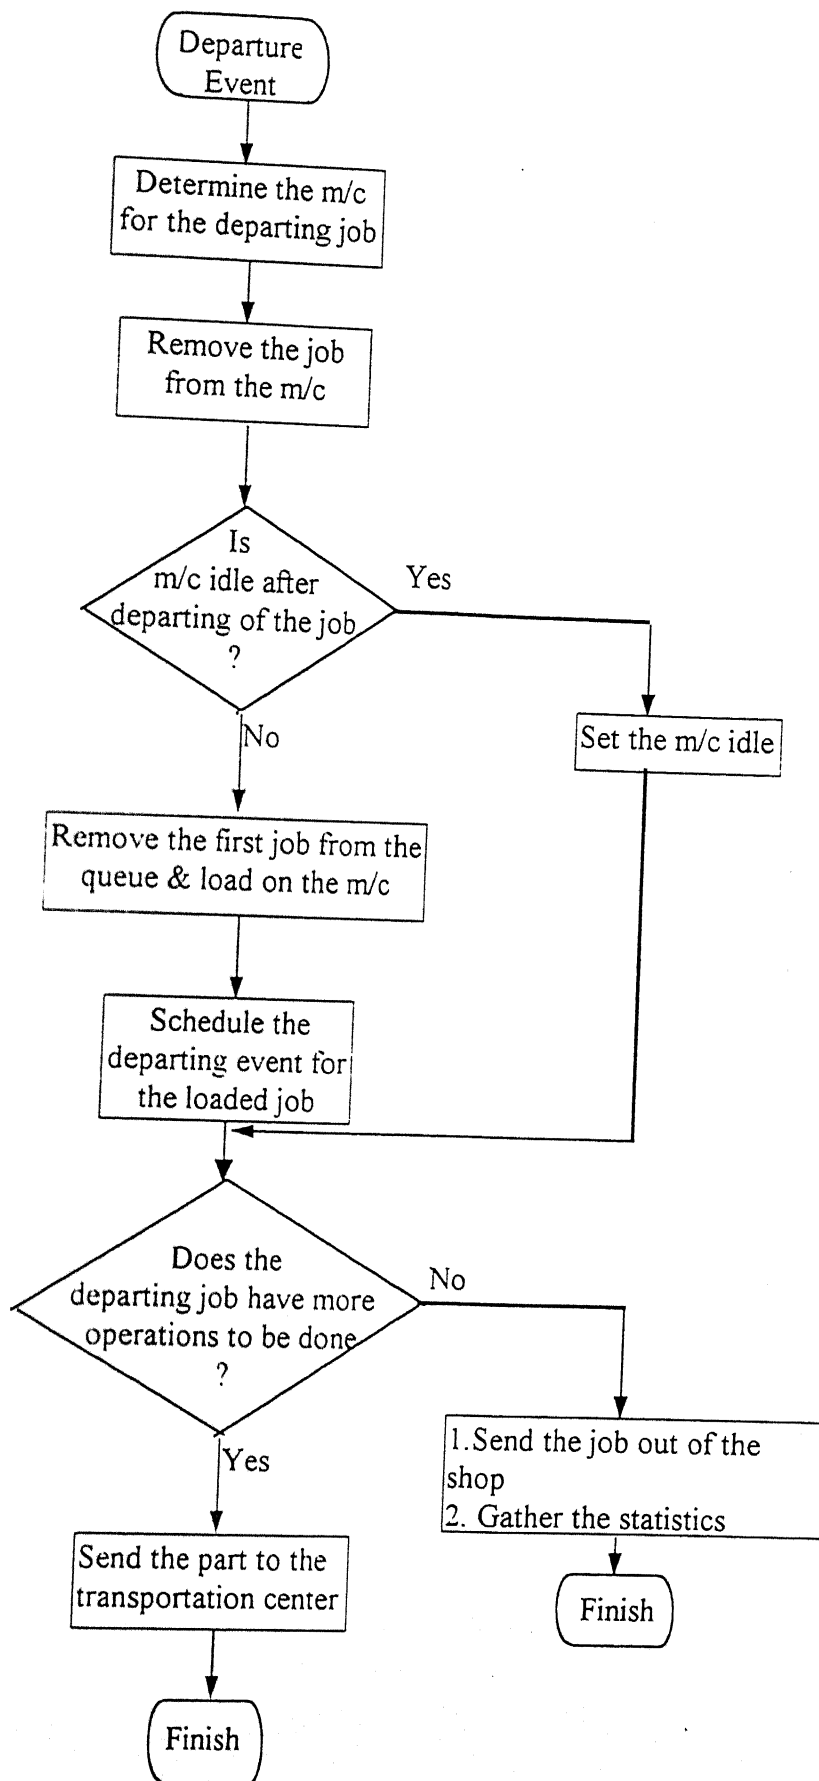 Departure
Event
Determine the m/c
for the departing job
Remove the job
from the m/c
Is
m/c idle after
departing of the job
?
Yes
No
Set the m/c idle
Remove the first job from the
queue & load on the m/c
Schedule the
departing event for
the loaded job
Does the
departing job have more
operations to be done
?
No
Yes
1.Send the job out of the
shop
2. Gather the statistics
Send the part to the
transportation center
Finish
Finish